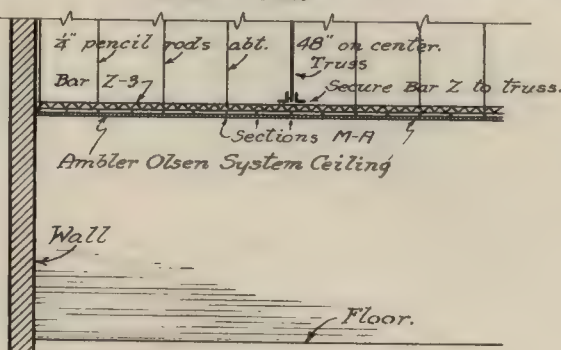 ¼" pencil rods abt. 48" on center.
Truss
Bar Z-3
Secure Bar Z to truss.
Sections M-A
Ambler Olsen System Ceiling
Wall
Floor.